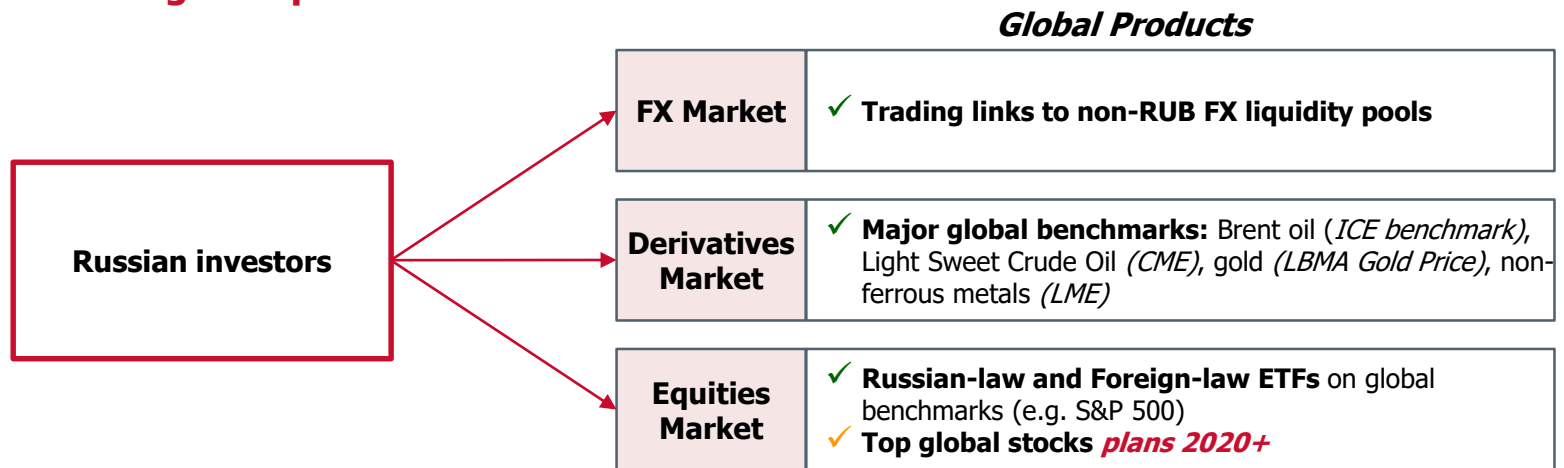 Global Products
FX Market
✓ Trading links to non-RUB FX liquidity pools
Russian investors
Derivatives
Market
✓ Major global benchmarks: Brent oil (ICE benchmark),
Light Sweet Crude Oil (CME), gold (LBMA Gold Price), non-
ferrous metals (LME)
Equities
Market
✓ Russian-law and Foreign-law ETFs on global
benchmarks (e.g. S&P 500)
✓ Top global stocks plans 2020+